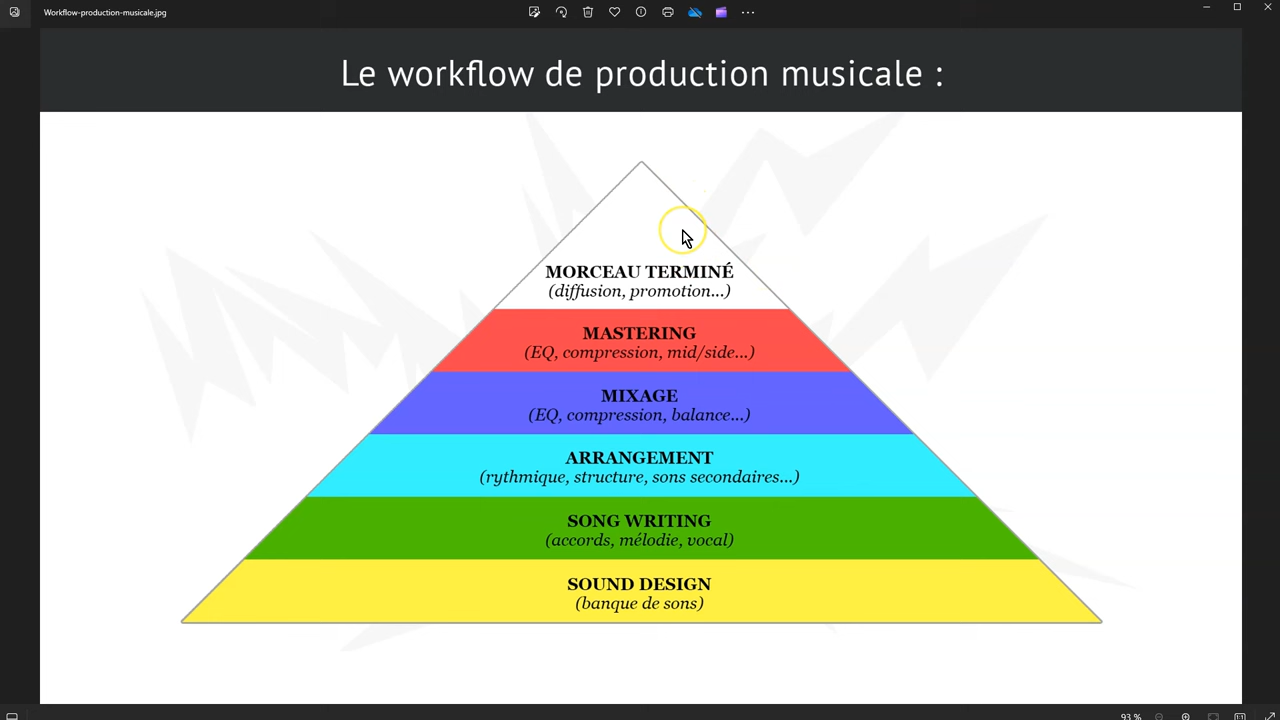 Workflow-production-musicale.jpg
Le workflow de production musicale :
MORCEAU TERMINÉ
(diffusion, promotion...)
MASTERING
(EQ, compression, mid/side...)
MIXAGE
(EQ, compression, balance...)
ARRANGEMENT
(rythmique, structure, sons secondaires...)
SONG WRITING
(accords, mélodie, vocal)
SOUND DESIGN
(banque de sons)
93 %